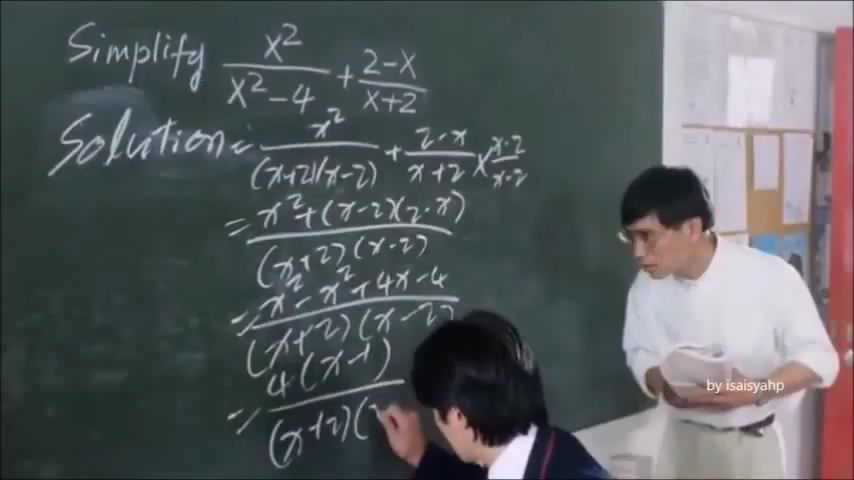 Simplify x²/(x²-4) + (2-x)/(x+2)
Solution = x²/((x+2)(x-2)) + (2-x)/(x+2) × (x-2)/(x-2)
= (x²+(x-2)(2-x))/((x+2)(x-2))
= (x²-x²+4x-4)/((x+2)(x-2))
= 4(x-1)/((x+2)(
by isaisyahp